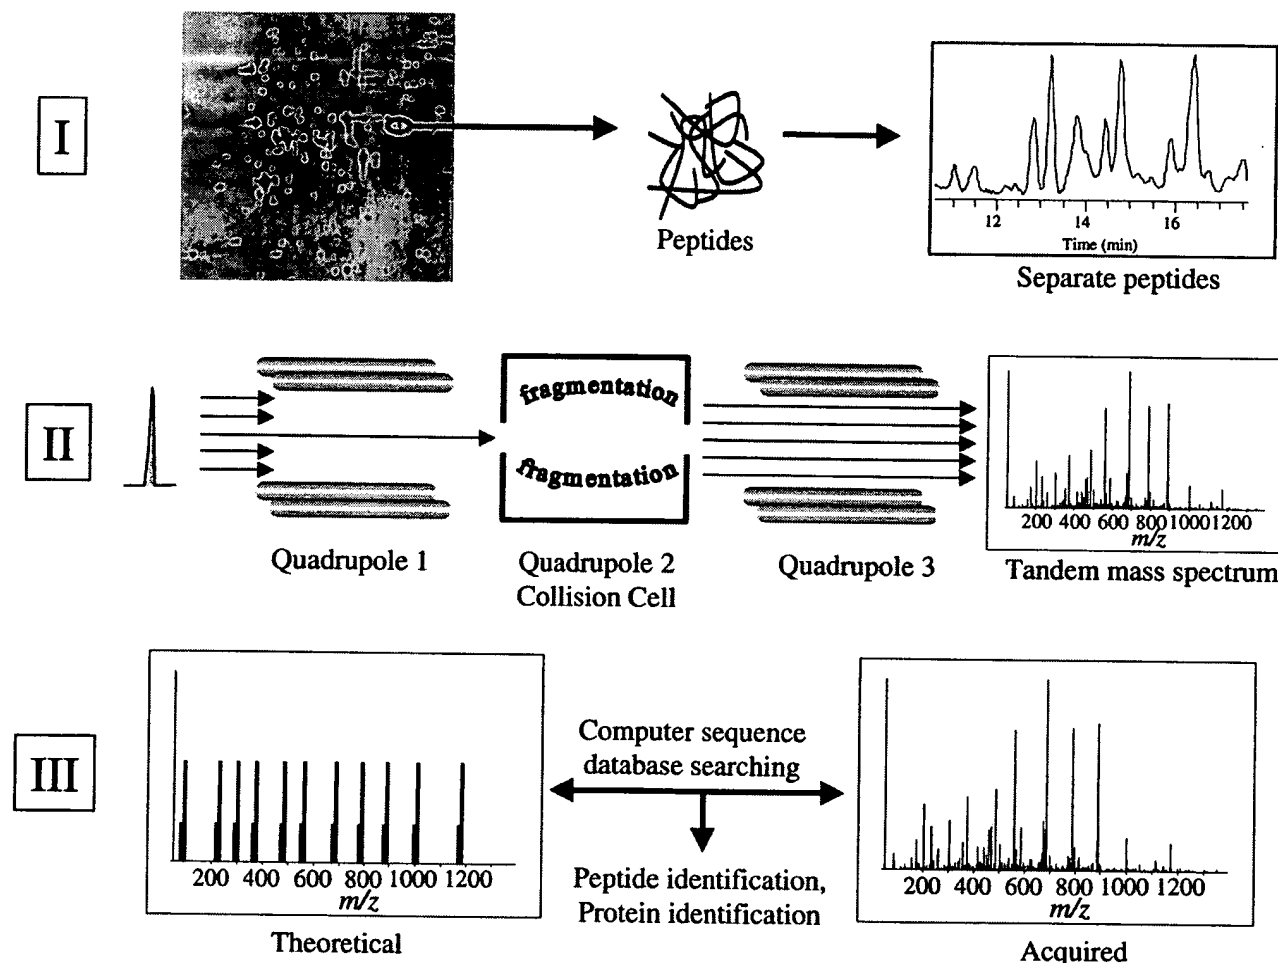 I
Peptides
12 14 16
Time (min)
Separate peptides
II
fragmentation
fragmentation
Quadrupole 1
Quadrupole 2
Collision Cell
Quadrupole 3
200 400 600 800 1000 1200
m/z
Tandem mass spectrum
III
200 400 600 800 1000 1200
m/z
Theoretical
Computer sequence
database searching
Peptide identification,
Protein identification
200 400 600 800 1000 1200
m/z
Acquired